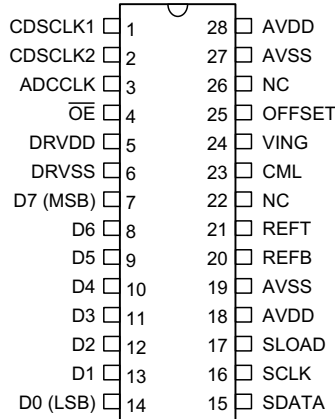 CDSCLK1 1 28 AVDD
CDSCLK2 2 27 AVSS
ADCCLK 3 26 NC
OE 4 25 OFFSET
DRVDD 5 24 VING
DRVSS 6 23 CML
D7 (MSB) 7 22 NC
D6 8 21 REFT
D5 9 20 REFB
D4 10 19 AVSS
D3 11 18 AVDD
D2 12 17 SLOAD
D1 13 16 SCLK
D0 (LSB) 14 15 SDATA